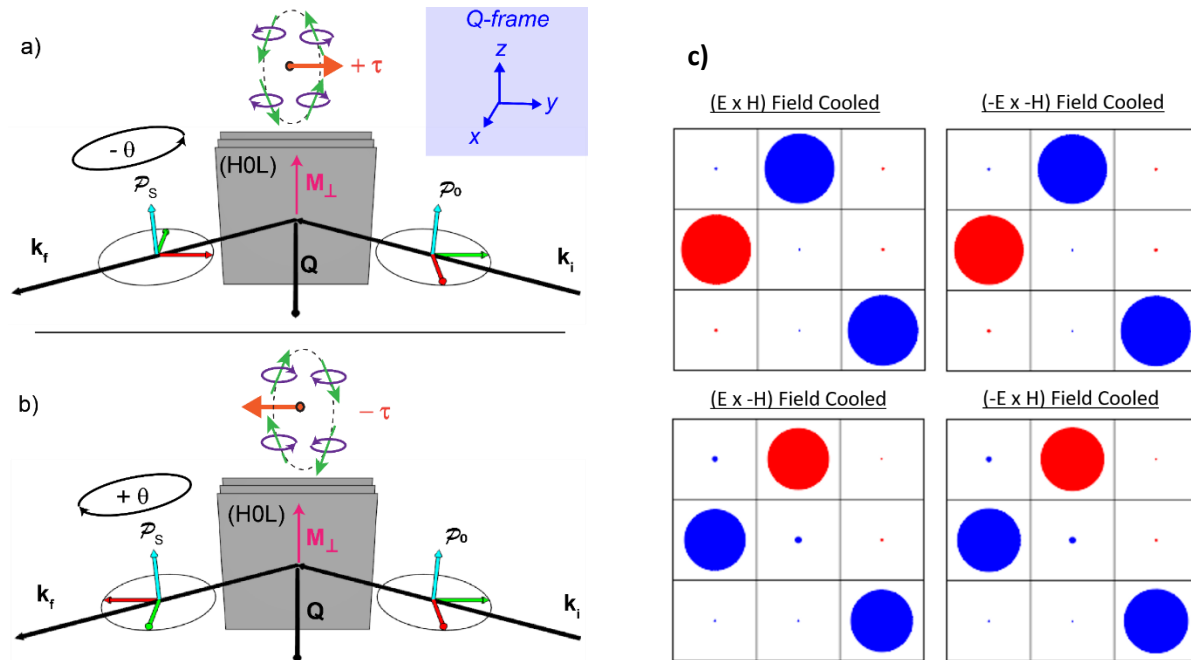 a)
+ τ
Q-frame
z
y
x
- θ
(H0L)
M⊥
𝒫s
𝒫0
kf
Q
ki
b)
- τ
+ θ
(H0L)
M⊥
𝒫s
𝒫0
kf
Q
ki
c)
(E x H) Field Cooled
(-E x -H) Field Cooled
(E x -H) Field Cooled
(-E x H) Field Cooled